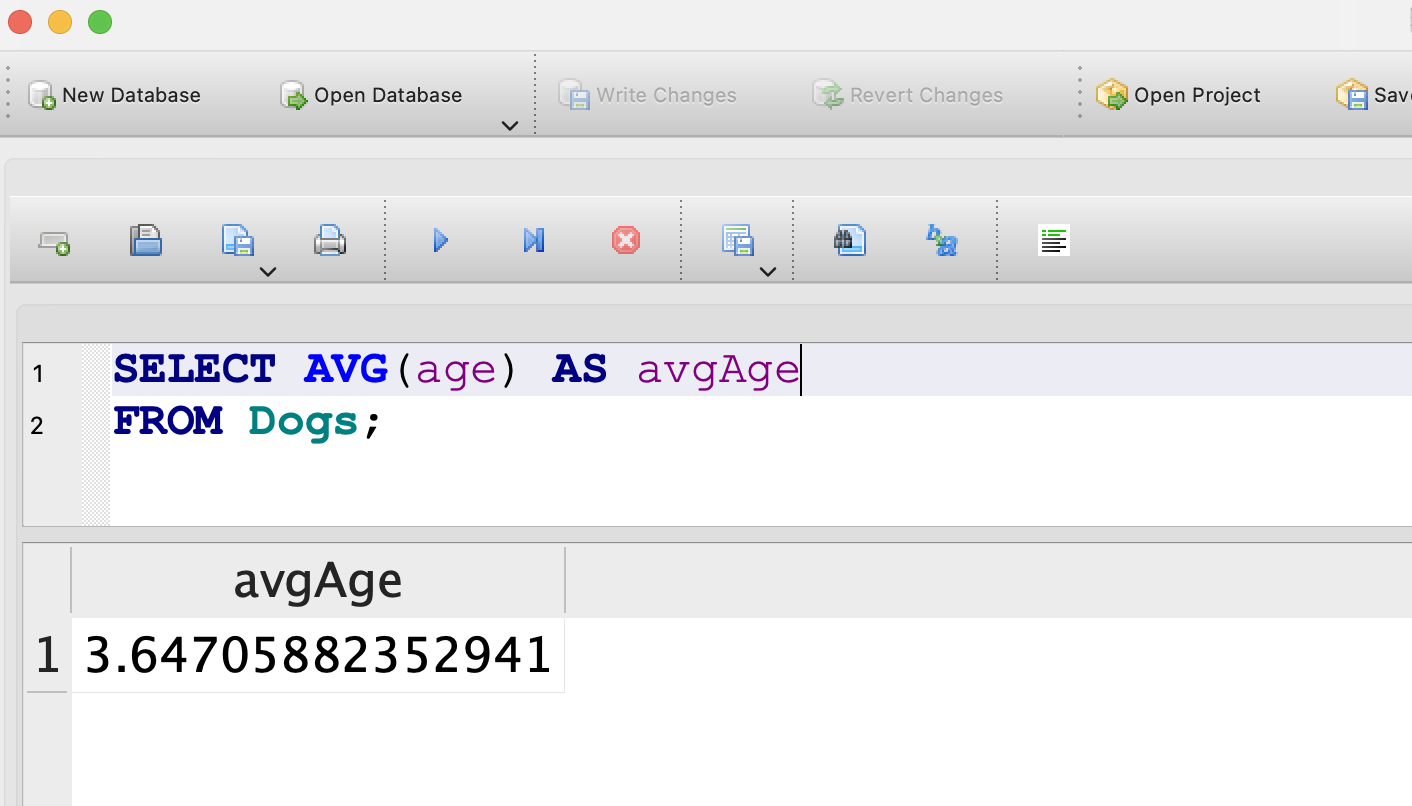 New Database Open Database Write Changes Revert Changes Open Project Save
1 SELECT AVG(age) AS avgAge
2 FROM Dogs;
avgAge
1 3.64705882352941